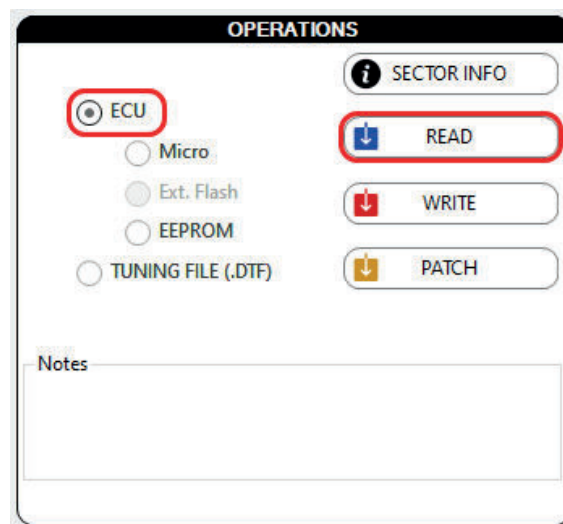 OPERATIONS
SECTOR INFO
ECU
READ
Micro
Ext. Flash
WRITE
EEPROM
TUNING FILE (.DTF)
PATCH
Notes